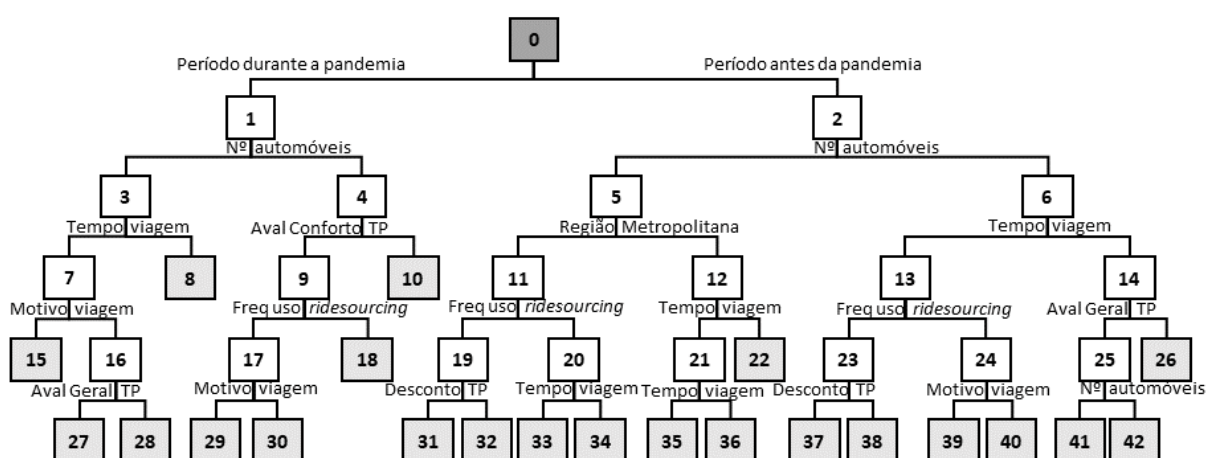 0
Período durante a pandemia Período antes da pandemia
1 2
Nº automóveis Nº automóveis
3 4 5 6
Tempo viagem Aval Conforto TP Região Metropolitana Tempo viagem
7 8 9 10 11 12 13 14
Motivo viagem Freq uso ridesourcing Freq uso ridesourcing Tempo viagem Freq uso ridesourcing Aval Geral TP
15 16 17 18 19 20 21 22 23 24 25 26
Aval Geral TP Motivo viagem Desconto TP Tempo viagem Tempo viagem Desconto TP Motivo viagem Nº automóveis
27 28 29 30 31 32 33 34 35 36 37 38 39 40 41 42